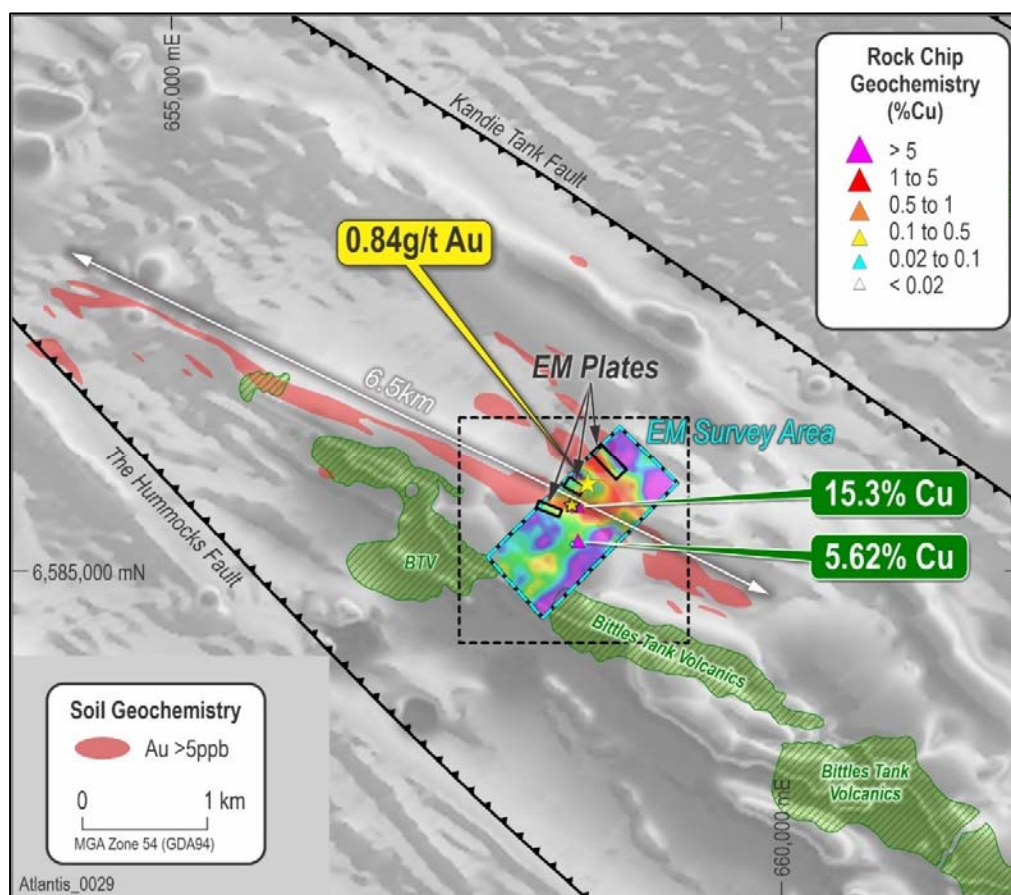 655,000 mE
Kandie Tank Fault
Rock Chip
Geochemistry
(%Cu)
> 5
1 to 5
0.5 to 1
0.1 to 0.5
0.02 to 0.1
< 0.02
0.84g/t Au
6.5km
EM Plates
EM Survey Area
The Hummocks Fault
15.3% Cu
5.62% Cu
6,585,000 mN
BTV
Bittles Tank Volcanics
Bittles Tank
Volcanics
660,000 mE
Soil Geochemistry
Au >5ppb
0 1 km
MGA Zone 54 (GDA94)
Atlantis_0029